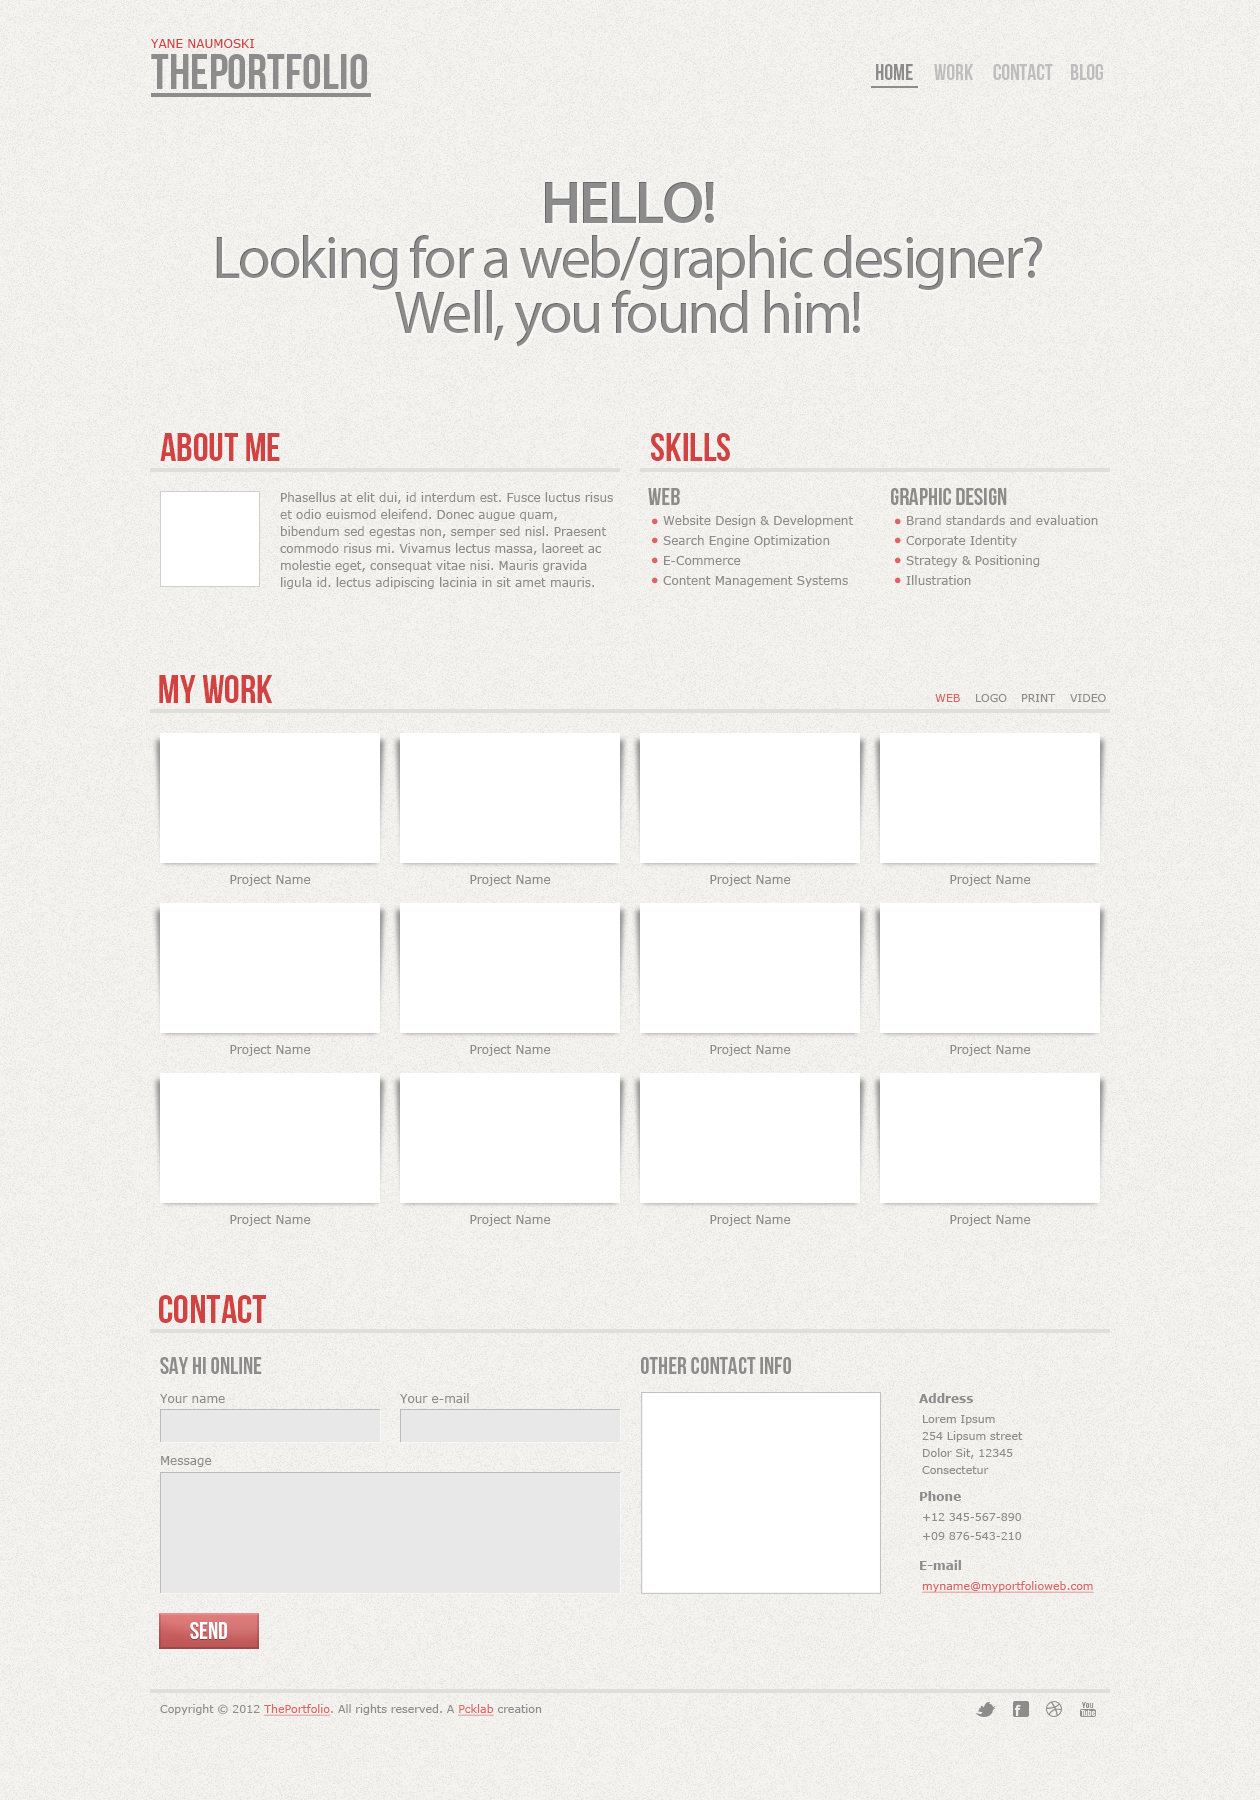 YANE NAUMOSKI
THEPORTFOLIO
HOME WORK CONTACT BLOG
HELLO!
Looking for a web/graphic designer?
Well, you found him!
ABOUT ME
Phasellus at elit dui, id interdum est. Fusce luctus risus
et odio euismod eleifend. Donec augue quam,
bibendum sed egestas non, semper sed nisl. Praesent
commodo risus mi. Vivamus lectus massa, laoreet ac
molestie eget, consequat vitae nisi. Mauris gravida
ligula id. lectus adipiscing lacinia in sit amet mauris.
SKILLS
WEB
Website Design & Development
Search Engine Optimization
E-Commerce
Content Management Systems
GRAPHIC DESIGN
Brand standards and evaluation
Corporate Identity
Strategy & Positioning
Illustration
MY WORK
WEB LOGO PRINT VIDEO
Project Name Project Name Project Name Project Name
Project Name Project Name Project Name Project Name
Project Name Project Name Project Name Project Name
CONTACT
SAY HI ONLINE
Your name Your e-mail
Message
SEND
OTHER CONTACT INFO
Address
Lorem Ipsum
254 Lipsum street
Dolor Sit, 12345
Consectetur
Phone
+12 345-567-890
+09 876-543-210
E-mail
myname@myportfolioweb.com
Copyright © 2012 ThePortfolio. All rights reserved. A Pcklab creation
You
Tube